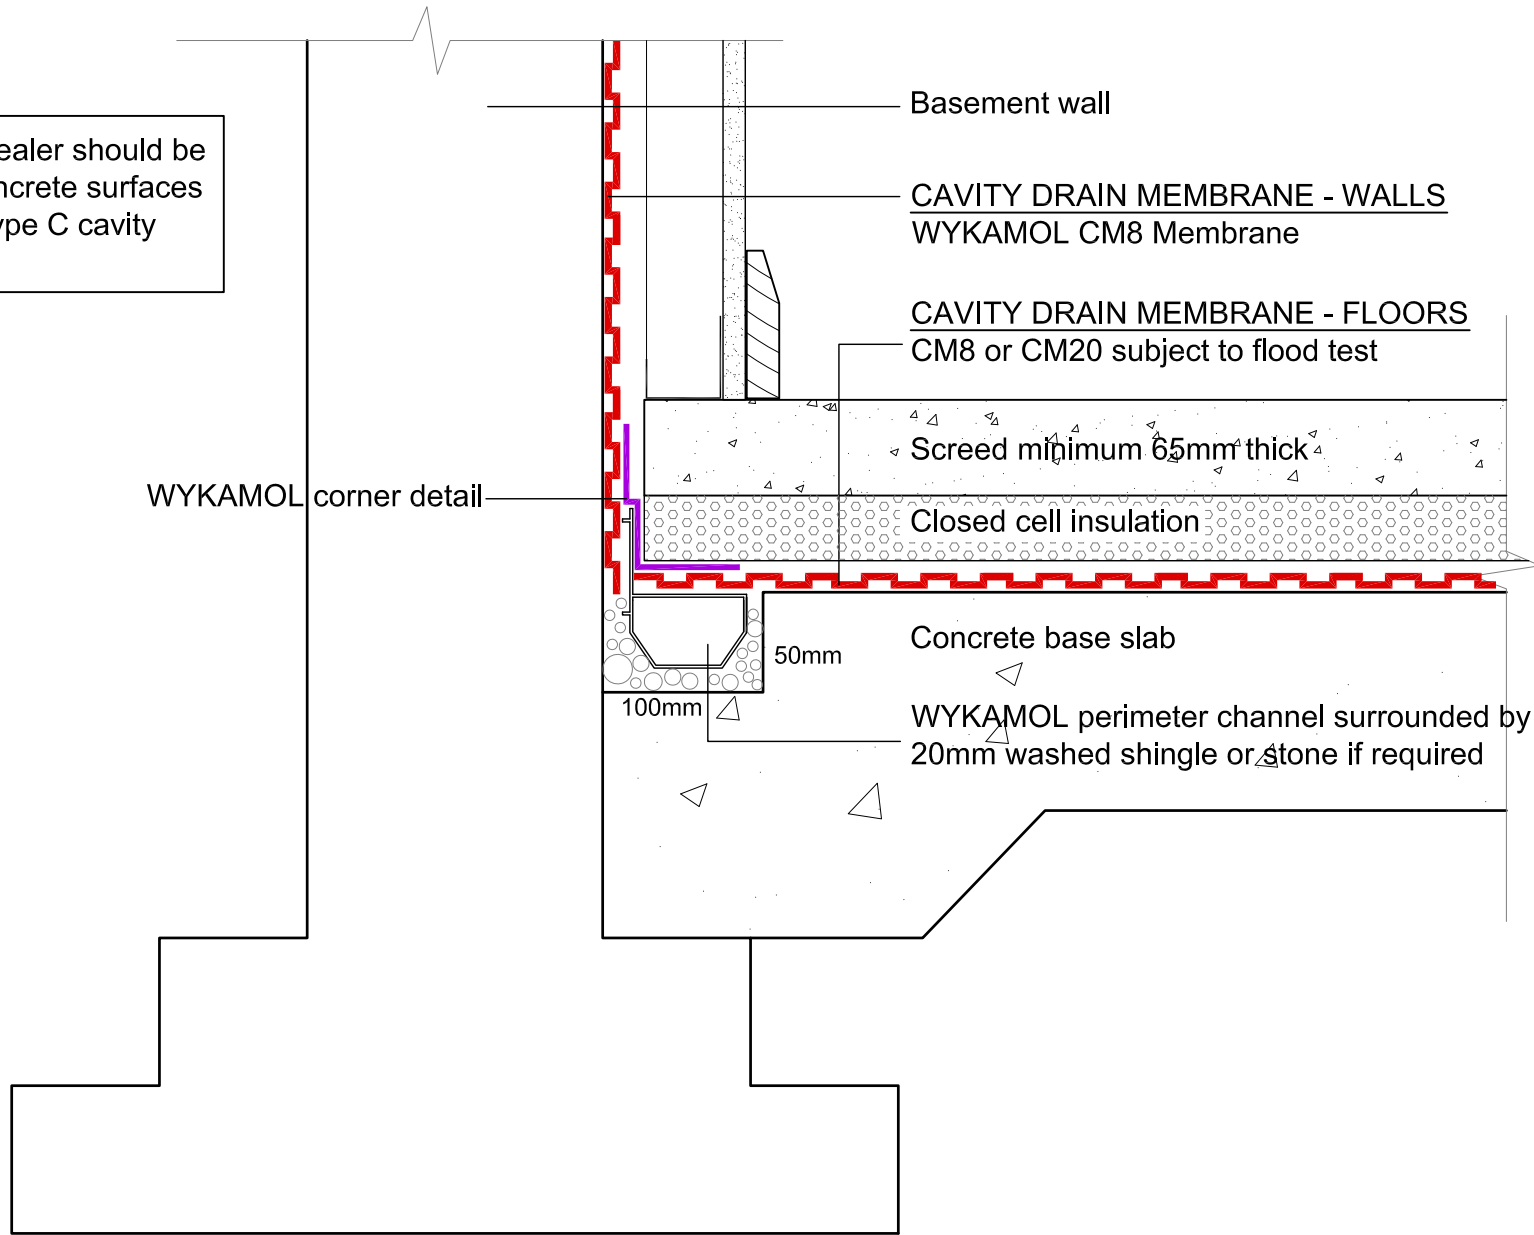 ealer should be
ncrete surfaces
ype C cavity
Basement wall
CAVITY DRAIN MEMBRANE - WALLS
WYKAMOL CM8 Membrane
CAVITY DRAIN MEMBRANE - FLOORS
CM8 or CM20 subject to flood test
Screed minimum 65mm thick
WYKAMOL corner detail
Closed cell insulation
Concrete base slab
50mm
100mm
WYKAMOL perimeter channel surrounded by
20mm washed shingle or stone if required